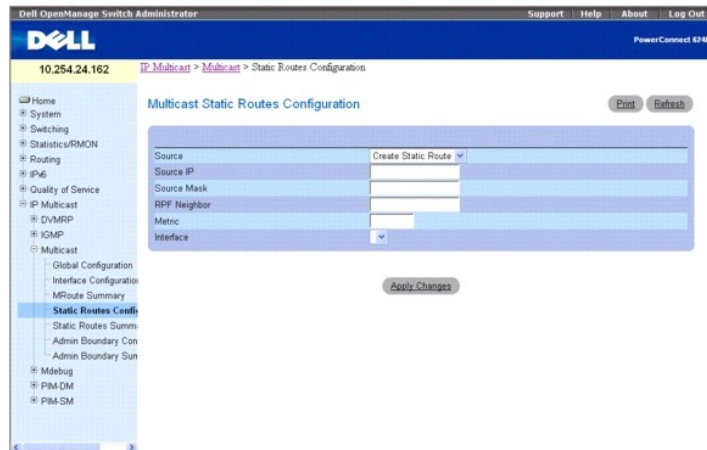 Dell OpenManage Switch Administrator
Support Help About Log Out
DELL
PowerConnect 624
10.254.24.162
IP Multicast > Multicast > Static Routes Configuration
Home
System
Switching
Statistics/RMON
Routing
IPv6
Quality of Service
IP Multicast
DVMRP
IGMP
Multicast
Global Configuration
Interface Configuration
MRoute Summary
Static Routes Confi
Static Routes Summ
Admin Boundary Con
Admin Boundary Sum
Mdebug
PIM-DM
PIM-SM
Multicast Static Routes Configuration
Print Refresh
Source Create Static Route
Source IP
Source Mask
RPF Neighbor
Metric
Interface
Apply Changes